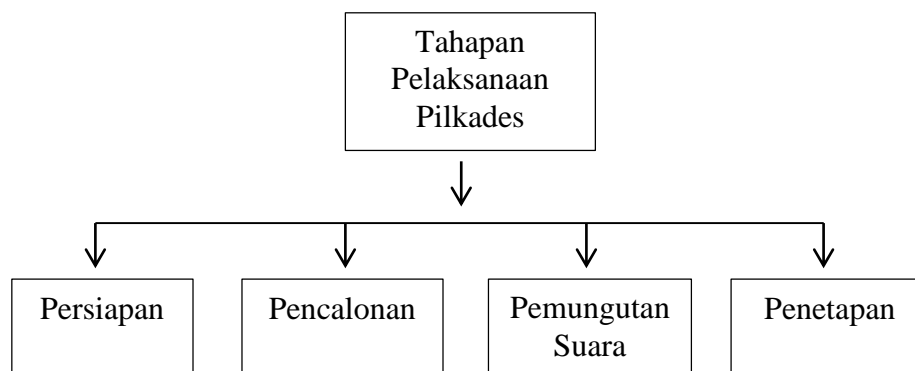 Tahapan
Pelaksanaan
Pilkades
Persiapan
Pencalonan
Pemungutan
Suara
Penetapan